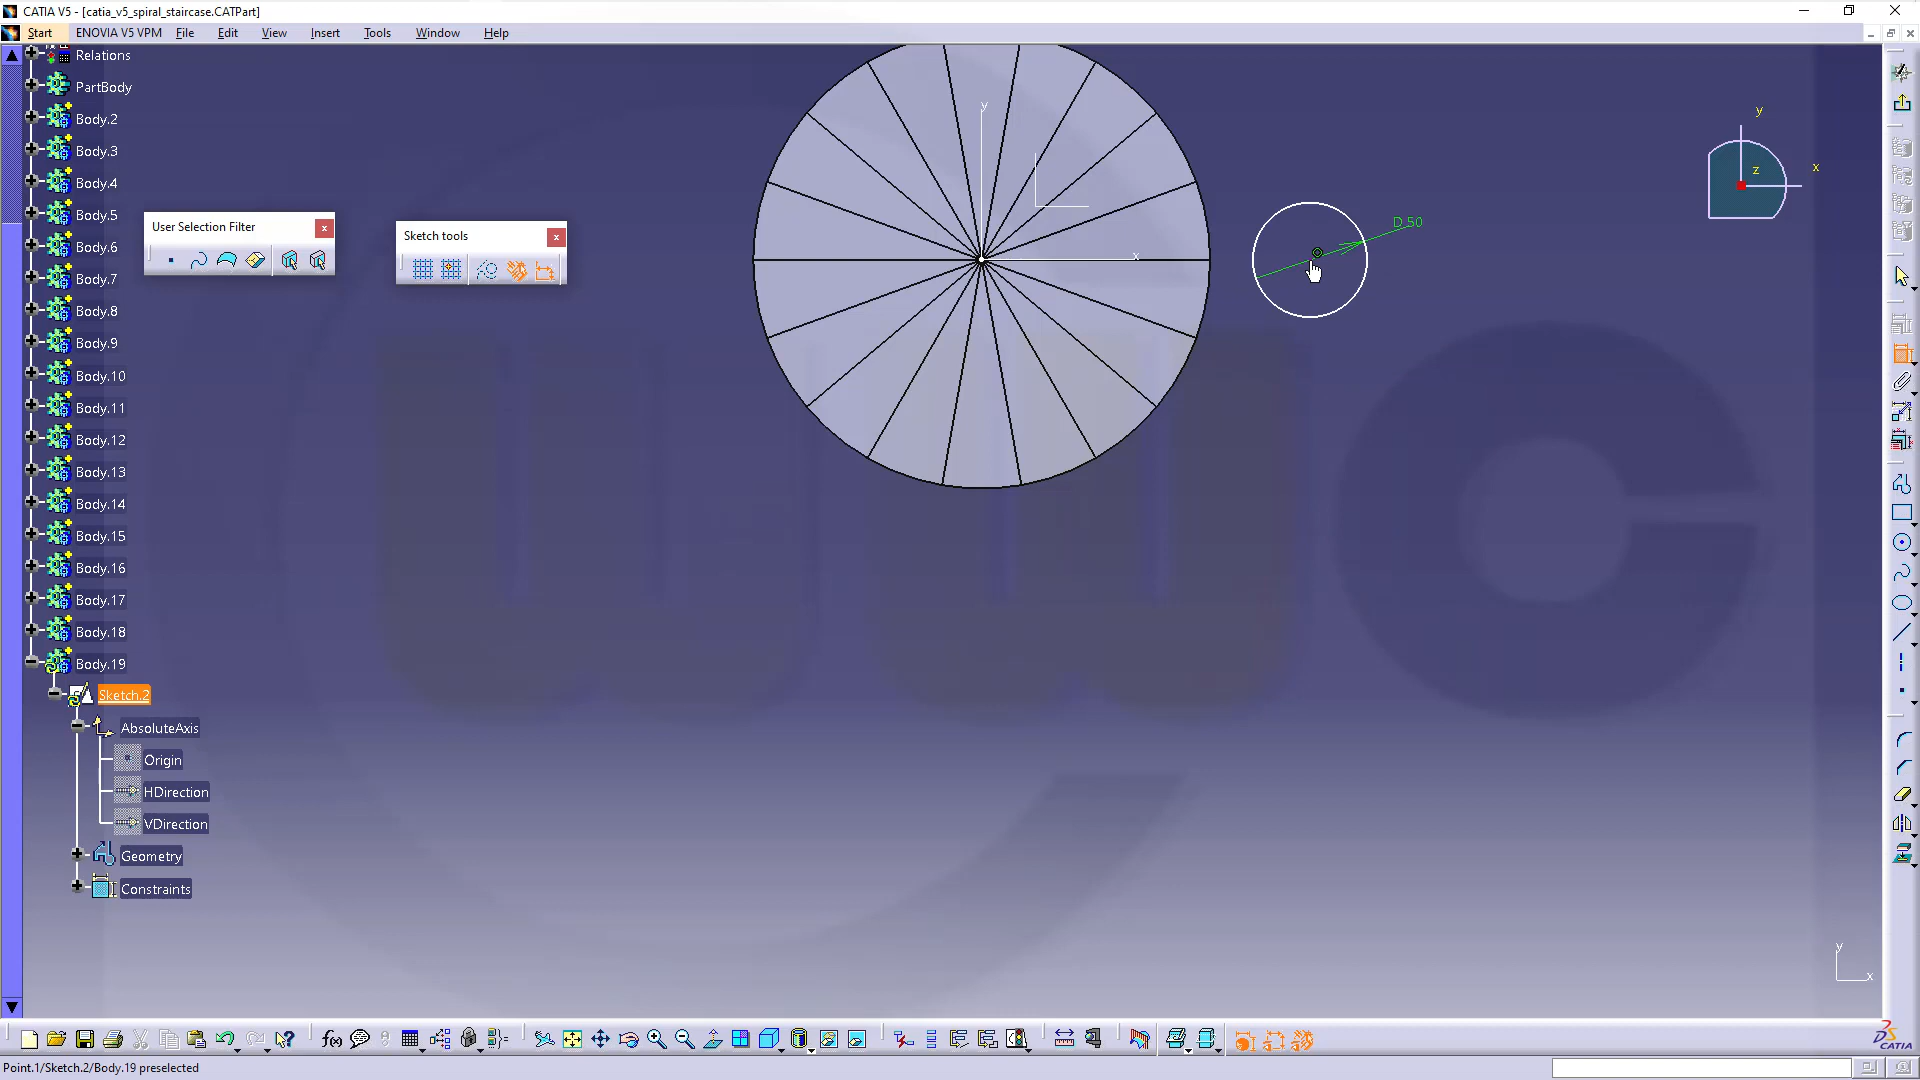 CATIA V5 - [catia_v5_spiral_staircase.CATPart]
Start ENOVIA V5 VPM File Edit View Insert Tools Window Help
Relations
PartBody
Body.2
Body.3
Body.4
Body.5
Body.6
Body.7
Body.8
Body.9
Body.10
Body.11
Body.12
Body.13
Body.14
Body.15
Body.16
Body.17
Body.18
Body.19
Sketch.2
AbsoluteAxis
Origin
HDirection
VDirection
Geometry
Constraints
User Selection Filter
Sketch tools
y
x
D 50
y
x
z
y
x
uwc
CATIA
Point.1/Sketch.2/Body.19 preselected